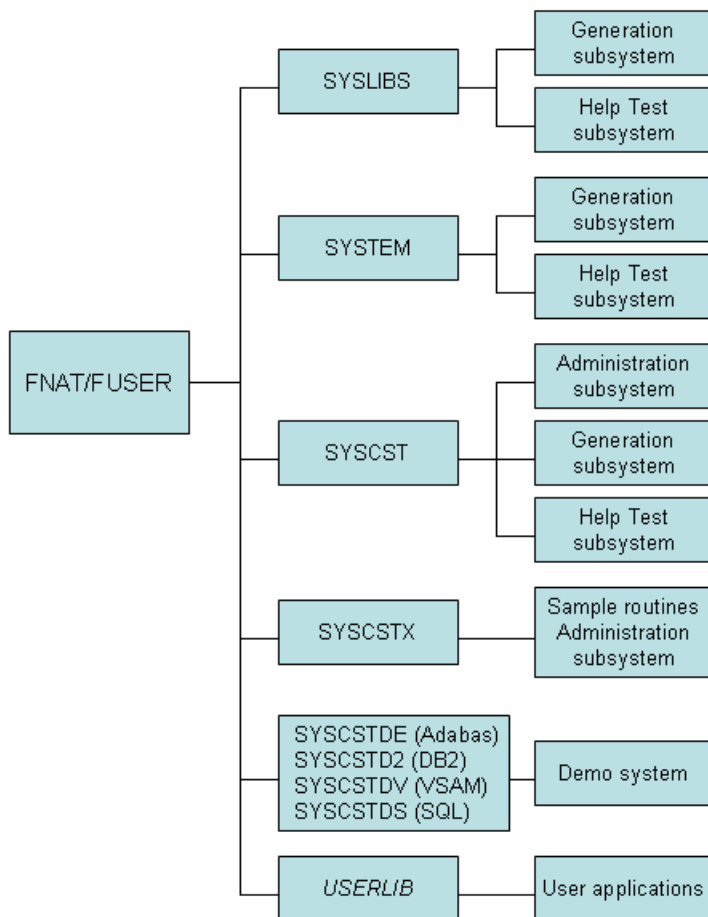 FNAT/FUSER
SYSLIBS
Generation
subsystem
Help Test
subsystem
SYSTEM
Generation
subsystem
Help Test
subsystem
SYSCST
Administration
subsystem
Generation
subsystem
Help Test
subsystem
SYSCSTX
Sample routines
Administration
subsystem
SYSCSTDE (Adabas)
SYSCSTD2 (DB2)
SYSCSTDV (VSAM)
SYSCSTDS (SQL)
Demo system
USERLIB
User applications